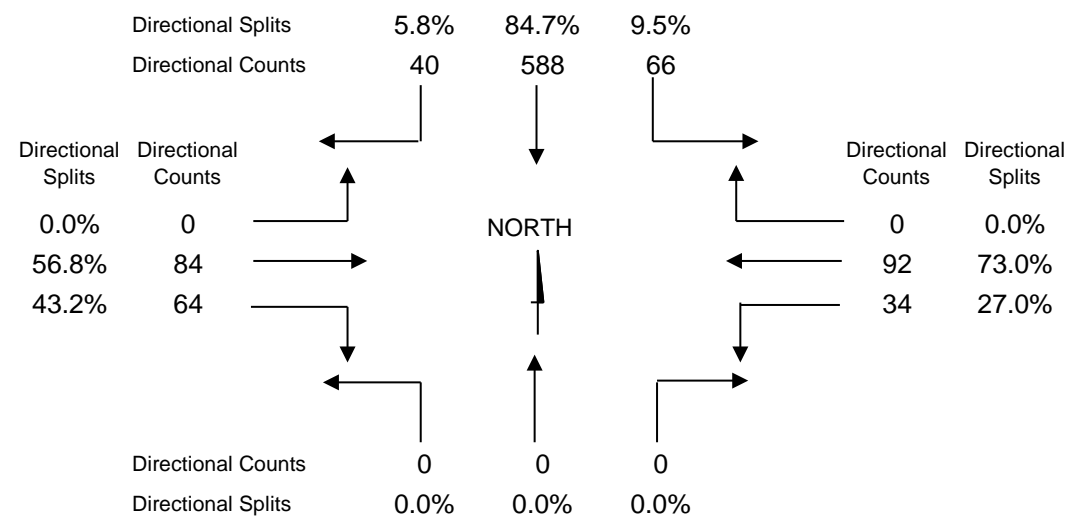 Directional Splits 5.8% 84.7% 9.5%
Directional Counts 40 588 66
Directional Directional Directional Directional
Splits Counts Counts Splits
0.0% 0 0 0.0%
NORTH
56.8% 84 92 73.0%
43.2% 64 34 27.0%
Directional Counts 0 0 0
Directional Splits 0.0% 0.0% 0.0%